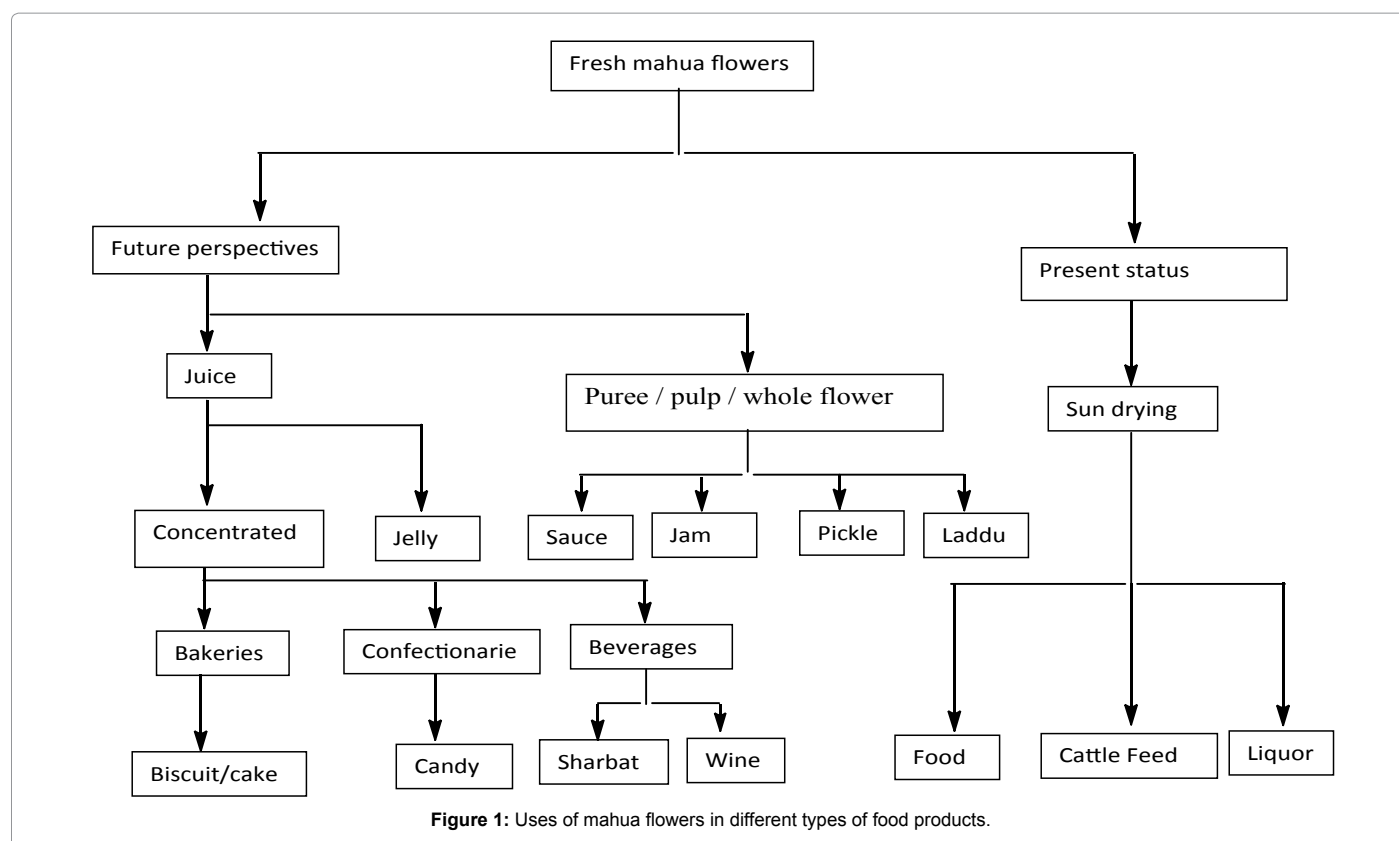 Fresh mahua flowers
Future perspectives
Present status
Juice
Puree / pulp / whole flower
Sun drying
Concentrated
Jelly
Sauce
Jam
Pickle
Laddu
Bakeries
Confectionarie
Beverages
Biscuit/cake
Candy
Sharbat
Wine
Food
Cattle Feed
Liquor
Figure 1: Uses of mahua flowers in different types of food products.